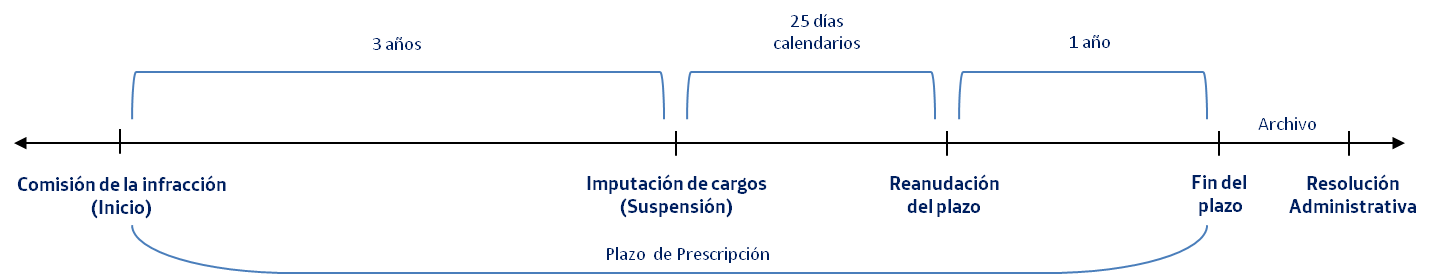 3 años
25 días
calendarios
1 año
Archivo
Comisión de la infracción
(Inicio)
Imputación de cargos
(Suspensión)
Reanudación
del plazo
Fin del
plazo
Resolución
Administrativa
Plazo de Prescripción